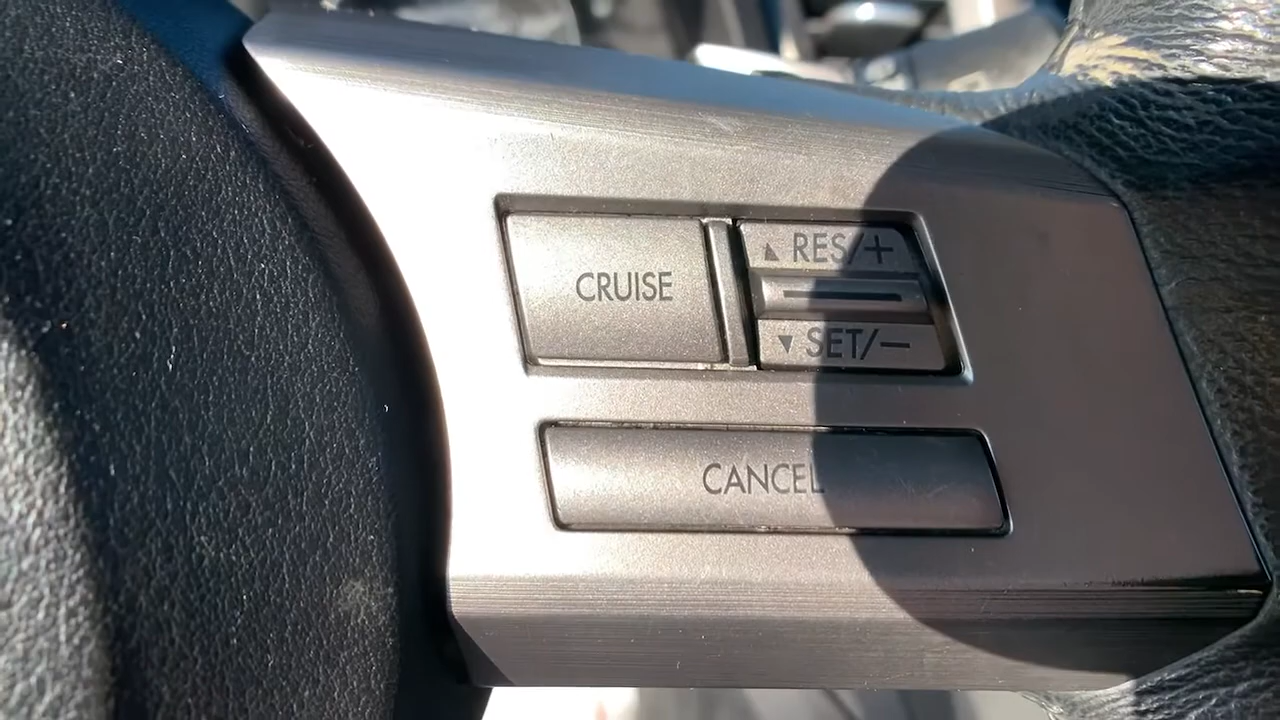 CRUISE
▲ RES/+
▼ SET/−
CANCEL